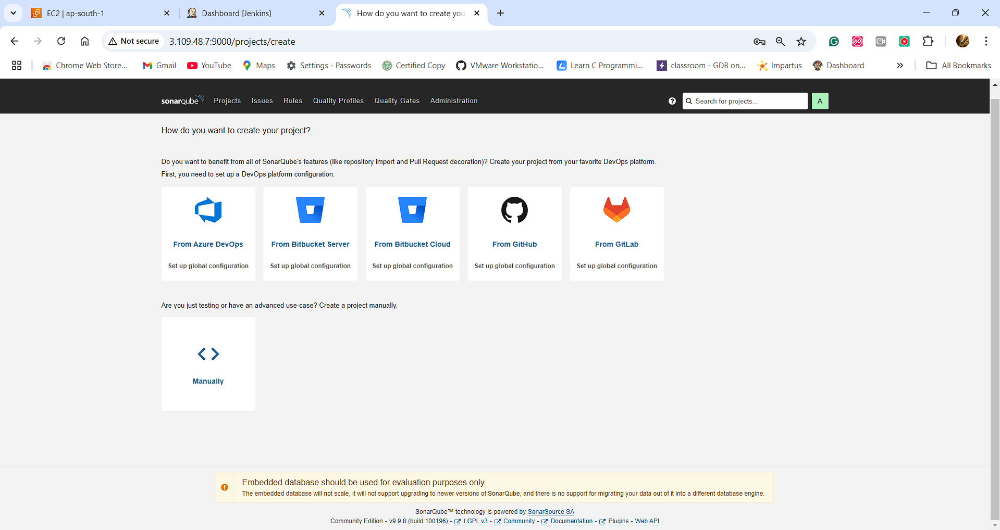 EC2 | ap-south-1
Dashboard [Jenkins]
How do you want to create you
Not secure
3.109.48.7:9000/projects/create
Chrome Web Store...
Gmail
YouTube
Maps
Settings - Passwords
Certified Copy
VMware Workstatio...
Learn C Programmi...
classroom - GDB on...
Impartus
Dashboard
All Bookmarks
sonarqube
Projects
Issues
Rules
Quality Profiles
Quality Gates
Administration
Search for projects...
A
How do you want to create your project?
Do you want to benefit from all of SonarQube's features (like repository import and Pull Request decoration)? Create your project from your favorite DevOps platform.
First, you need to set up a DevOps platform configuration.
From Azure DevOps
Set up global configuration
From Bitbucket Server
Set up global configuration
From Bitbucket Cloud
Set up global configuration
From GitHub
Set up global configuration
From GitLab
Set up global configuration
Are you just testing or have an advanced use-case? Create a project manually.
Manually
Embedded database should be used for evaluation purposes only
The embedded database will not scale, it will not support upgrading to newer versions of SonarQube, and there is no support for migrating your data out of it into a different database engine.
SonarQube™ technology is powered by SonarSource SA
Community Edition - v9.9.8 (build 100196) - LGPL v3 - Community - Documentation - Plugins - Web API